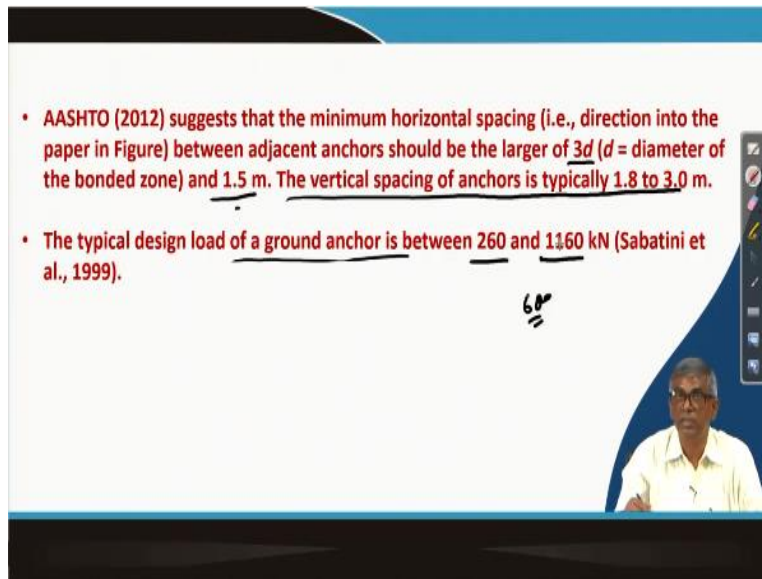 • AASHTO (2012) suggests that the minimum horizontal spacing (i.e., direction into the
paper in Figure) between adjacent anchors should be the larger of 3d (d = diameter of
the bonded zone) and 1.5 m. The vertical spacing of anchors is typically 1.8 to 3.0 m.
• The typical design load of a ground anchor is between 260 and 1160 kN (Sabatini et
al., 1999).